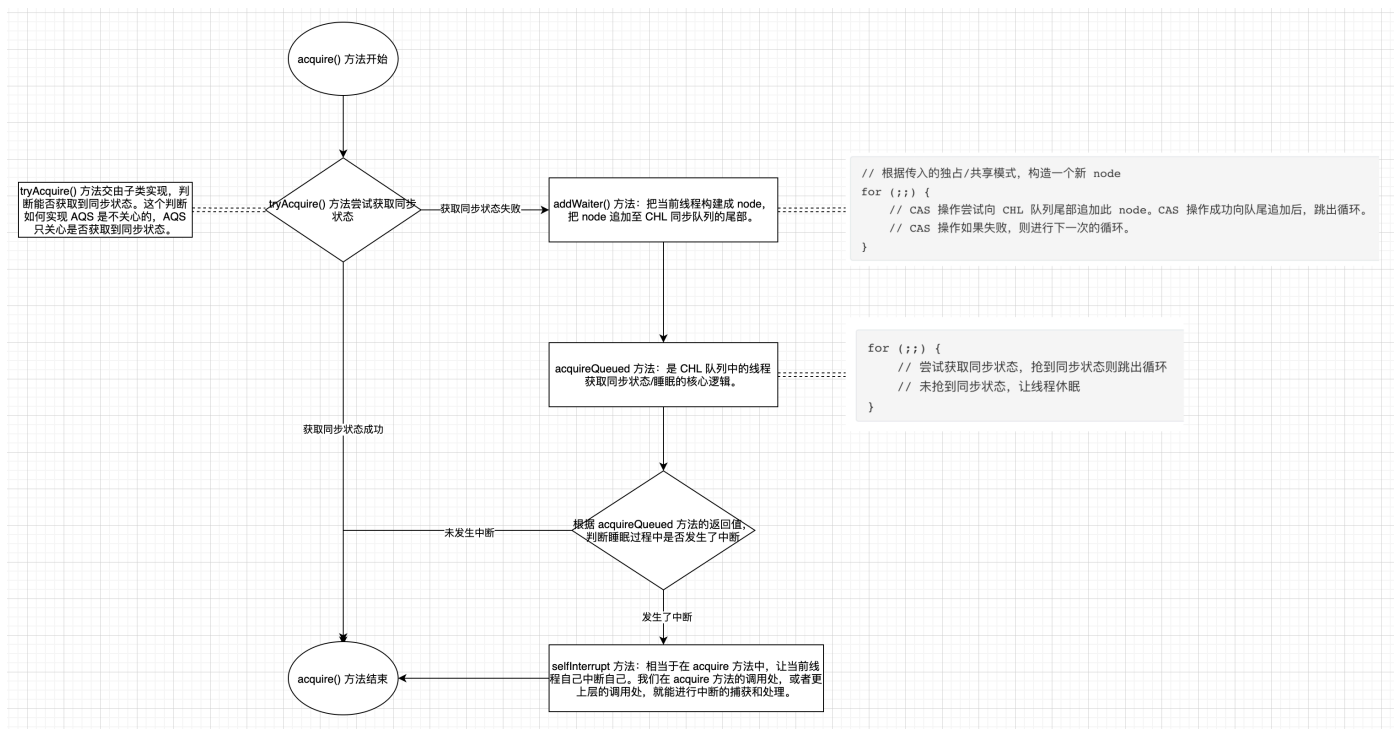 acquire() 方法开始
tryAcquire() 方法交由子类实现，判
断能否获取到同步状态。这个判断
如何实现 AQS 是不关心的，AQS
只关心是否获取到同步状态。
tryAcquire() 方法尝试获取同步
状态
获取同步状态失败
addWaiter() 方法：把当前线程构建成 node，
把 node 追加至 CHL 同步队列的尾部。
// 根据传入的独占/共享模式，构造一个新 node
for (;;) {
// CAS 操作尝试向 CHL 队列尾部追加此 node。CAS 操作成功向队尾追加后，跳出循环。
// CAS 操作如果失败，则进行下一次的循环。
}
acquireQueued 方法：是 CHL 队列中的线程
获取同步状态/睡眠的核心逻辑。
for (;;) {
// 尝试获取同步状态，抢到同步状态则跳出循环
// 未抢到同步状态，让线程休眠
}
获取同步状态成功
根据 acquireQueued 方法的返回值，
判断睡眠过程中是否发生了中断
未发生中断
发生了中断
selfInterrupt 方法：相当于在 acquire 方法中，让当前线
程自己中断自己。我们在 acquire 方法的调用处，或者更
上层的调用处，就能进行中断的捕获和处理。
acquire() 方法结束